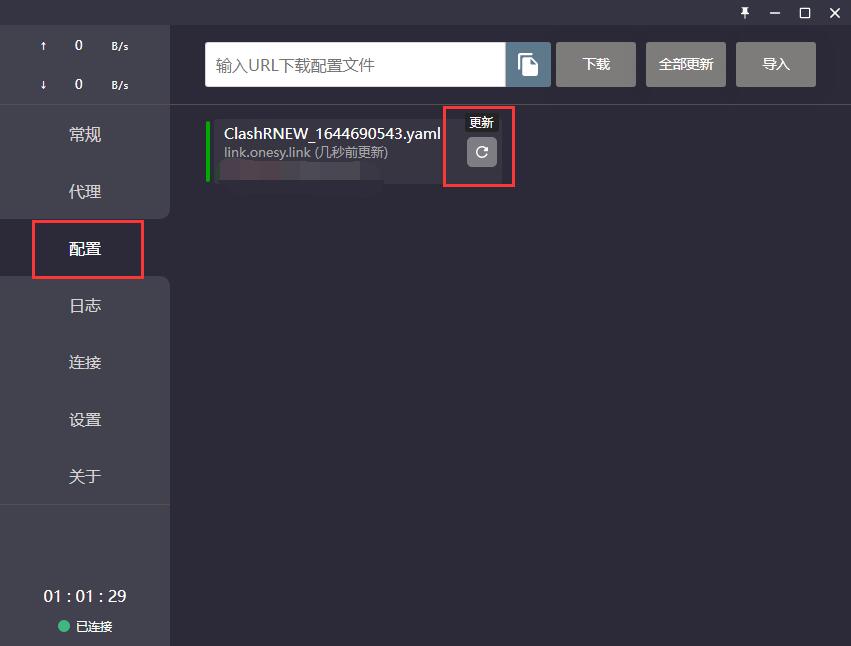 ↑ 0 B/s
↓ 0 B/s
常规
代理
配置
日志
连接
设置
关于
01 : 01 : 29
已连接
输入URL下载配置文件
下载
全部更新
导入
ClashRNEW_1644690543.yaml
link.onesy.link (几秒前更新)
更新